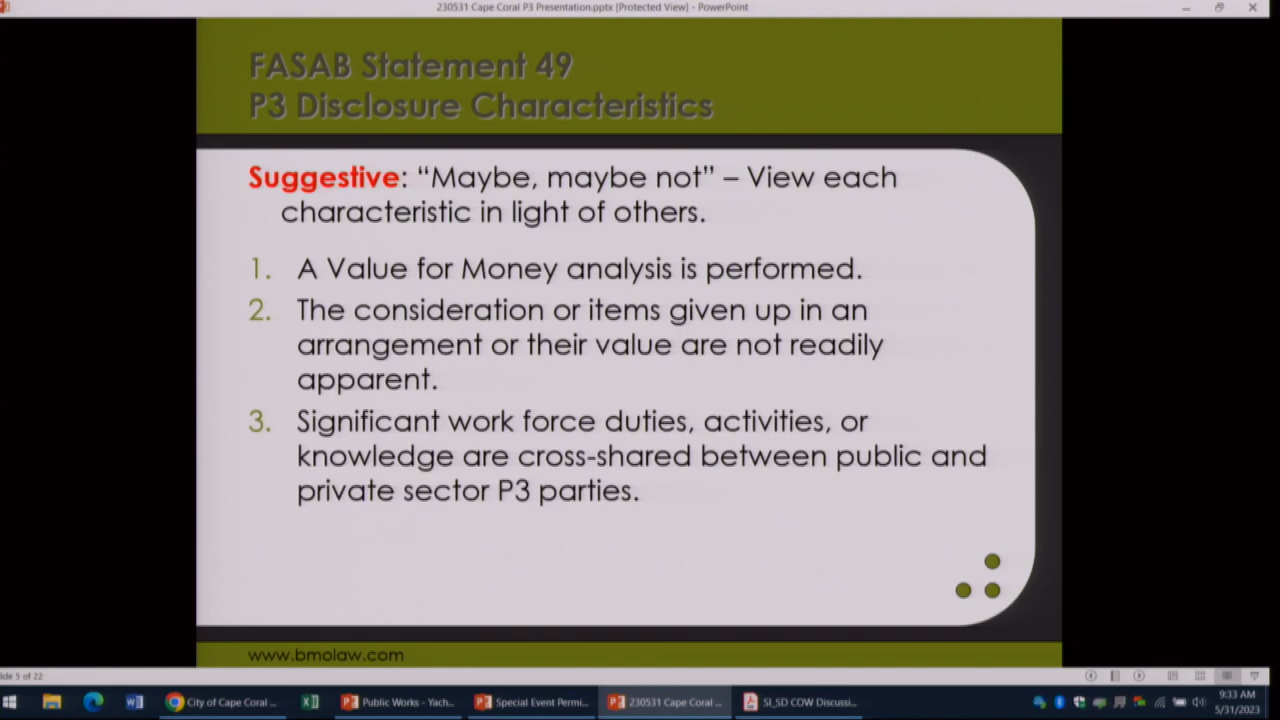 230531 Cape Coral P3 Presentation.pptx [Protected View] - PowerPoint
FASAB Statement 49
P3 Disclosure Characteristics
Suggestive: “Maybe, maybe not” – View each
characteristic in light of others.
1. A Value for Money analysis is performed.
2. The consideration or items given up in an
arrangement or their value are not readily
apparent.
3. Significant work force duties, activities, or
knowledge are cross-shared between public and
private sector P3 parties.
www.bmolaw.com
lide 5 of 22
City of Cape Coral ...
Public Works - Yach...
Special Event Permi...
230531 Cape Coral ...
SI_SD COW Discussi...
9:33 AM
5/31/2023